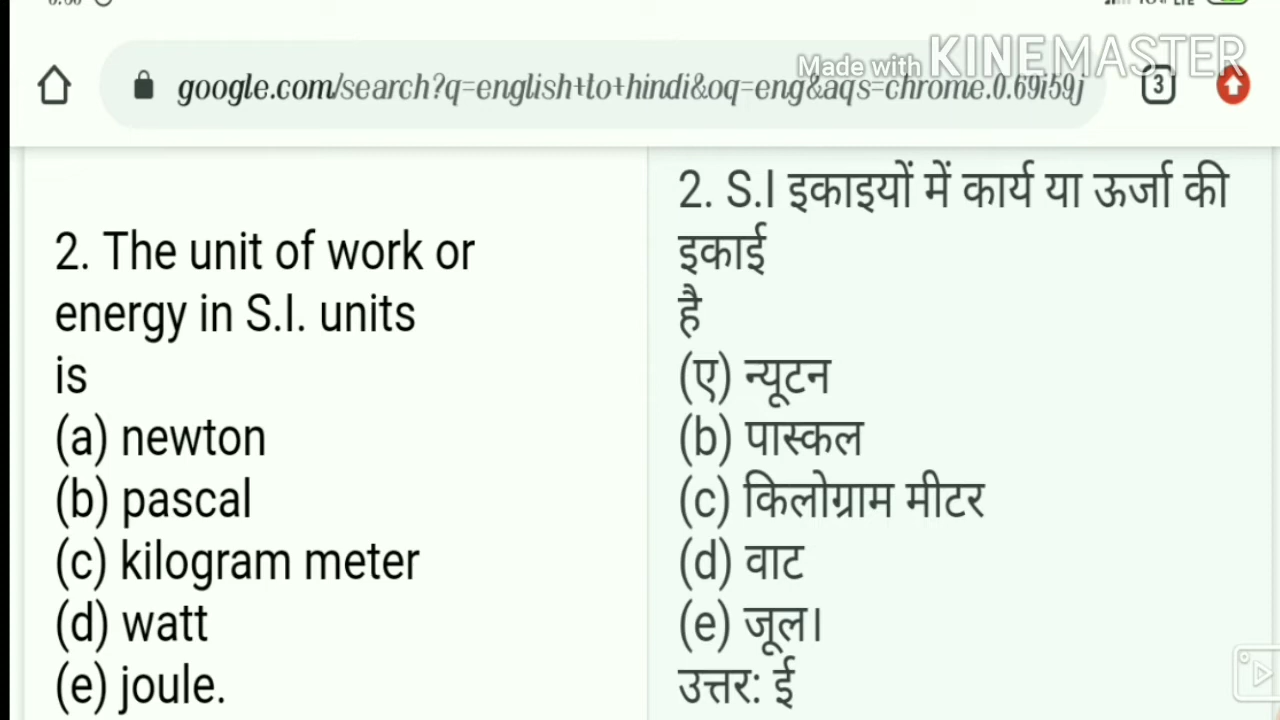 Made with KINEMASTER
google.com/search?q=english+to+hindi&oq=eng&aqs=chrome.0.69i59j
3
2. The unit of work or
energy in S.I. units
is
(a) newton
(b) pascal
(c) kilogram meter
(d) watt
(e) joule.
2. S.I इकाइयों में कार्य या ऊर्जा की
इकाई
है
(ए) न्यूटन
(b) पास्कल
(c) किलोग्राम मीटर
(d) वाट
(e) जूल।
उत्तर: ई